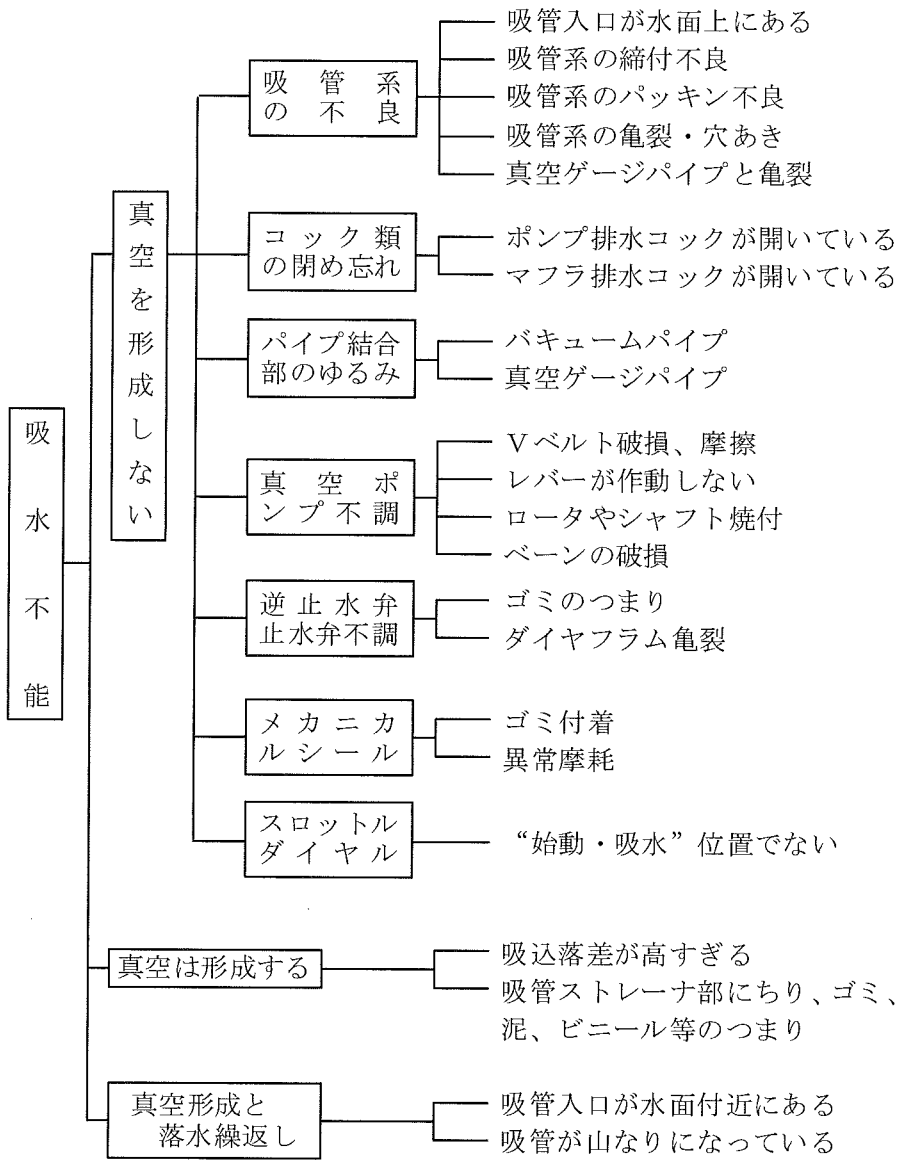 吸水不能
真空を形成しない
吸管系
の不良
吸管入口が水面上にある
吸管系の締付不良
吸管系のパッキン不良
吸管系の亀裂・穴あき
真空ゲージパイプと亀裂
コック類
の閉め忘れ
ポンプ排水コックが開いている
マフラ排水コックが開いている
パイプ結合
部のゆるみ
バキュームパイプ
真空ゲージパイプ
真空ポ
ンプ不調
Vベルト破損、摩擦
レバーが作動しない
ロータやシャフト焼付
ベーンの破損
逆止水弁
止水弁不調
ゴミのつまり
ダイヤフラム亀裂
メカニカ
ルシール
ゴミ付着
異常摩耗
スロットル
ダイヤル
“始動・吸水”位置でない
真空は形成する
吸込落差が高すぎる
吸管ストレーナ部にちり、ゴミ、
泥、ビニール等のつまり
真空形成と
落水繰返し
吸管入口が水面付近にある
吸管が山なりになっている